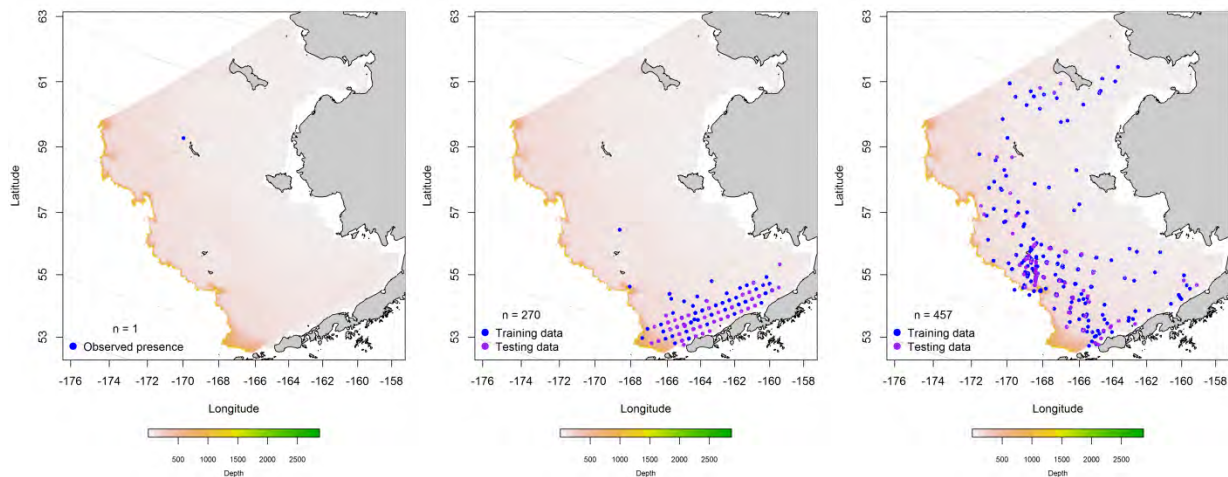 63
61
59
57
55
53
Latitude
n = 1
Observed presence
-176 -174 -172 -170 -168 -166 -164 -162 -160 -158
Longitude
500 1000 1500 2000 2500
Depth
63
61
59
57
55
53
Latitude
n = 270
Training data
Testing data
-176 -174 -172 -170 -168 -166 -164 -162 -160 -158
Longitude
500 1000 1500 2000 2500
Depth
63
61
59
57
55
53
Latitude
n = 457
Training data
Testing data
-176 -174 -172 -170 -168 -166 -164 -162 -160 -158
Longitude
500 1000 1500 2000 2500
Depth